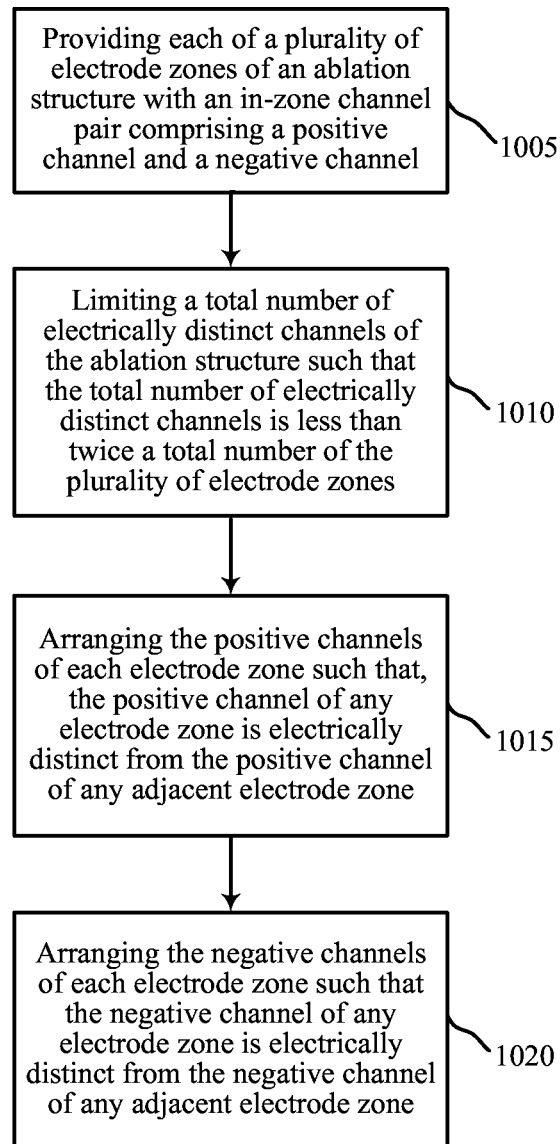 Providing each of a plurality of
electrode zones of an ablation
structure with an in-zone channel
pair comprising a positive
channel and a negative channel
1005
Limiting a total number of
electrically distinct channels of
the ablation structure such that
the total number of electrically
distinct channels is less than
twice a total number of the
plurality of electrode zones
1010
Arranging the positive channels
of each electrode zone such that,
the positive channel of any
electrode zone is electrically
distinct from the positive channel
of any adjacent electrode zone
1015
Arranging the negative channels
of each electrode zone such that
the negative channel of any
electrode zone is electrically
distinct from the negative channel
of any adjacent electrode zone
1020